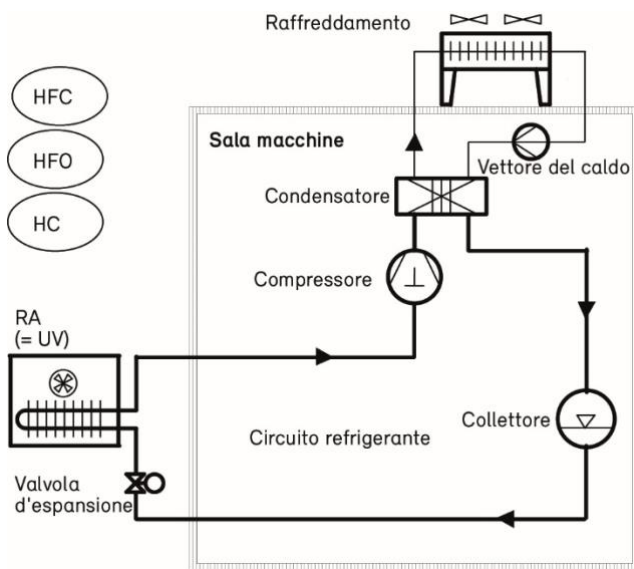 Raffreddamento
HFC
HFO
HC
Sala macchine
Vettore del caldo
Condensatore
Compressore
RA
(= UV)
Collettore
Circuito refrigerante
Valvola
d'espansione